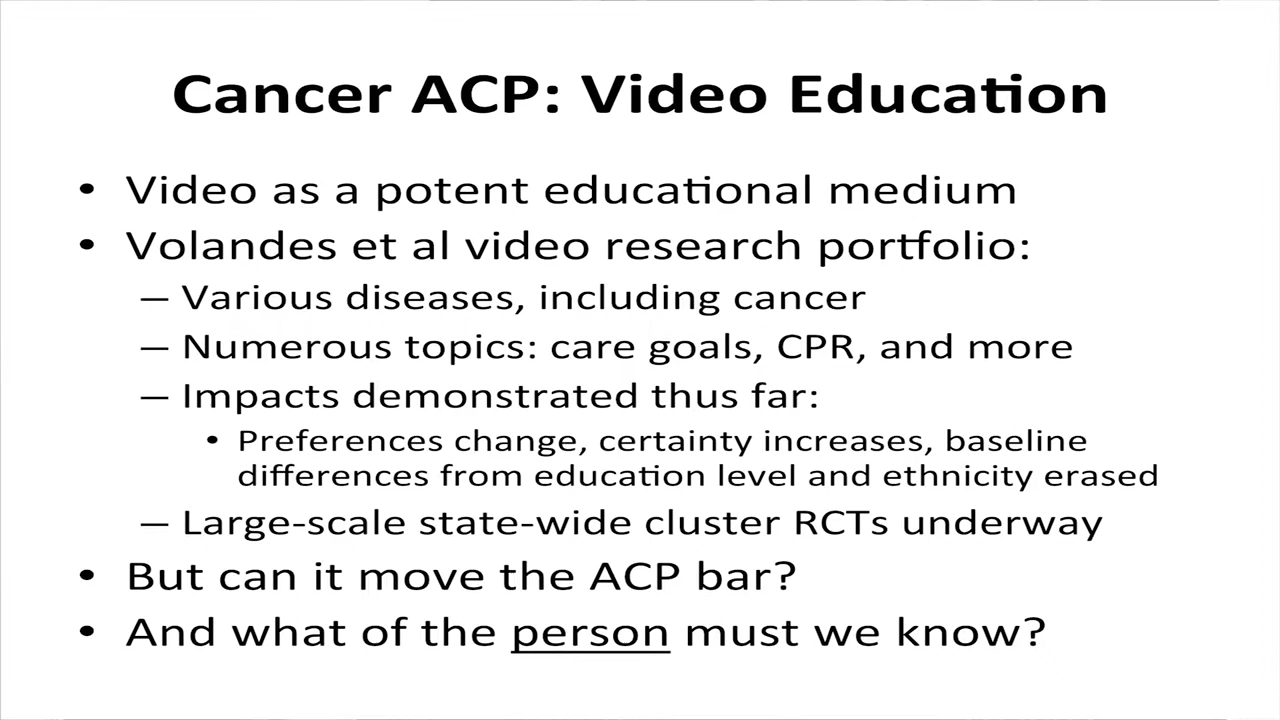 Cancer ACP: Video Education
• Video as a potent educational medium
• Volandes et al video research portfolio:
– Various diseases, including cancer
– Numerous topics: care goals, CPR, and more
– Impacts demonstrated thus far:
• Preferences change, certainty increases, baseline
differences from education level and ethnicity erased
– Large-scale state-wide cluster RCTs underway
• But can it move the ACP bar?
• And what of the person must we know?